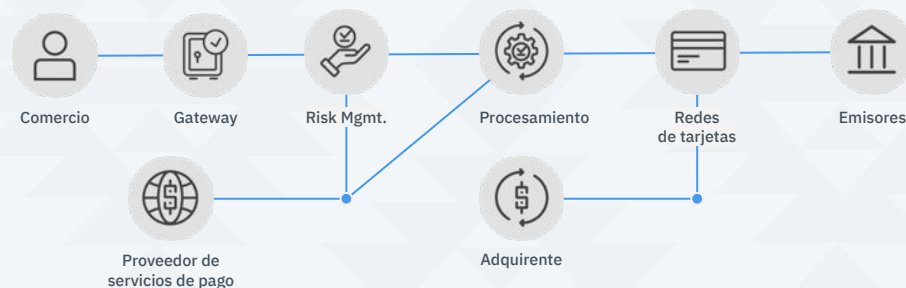 Comercio
Gateway
Risk Mgmt.
Procesamiento
Redes
de tarjetas
Emisores
Proveedor de
servicios de pago
Adquirente